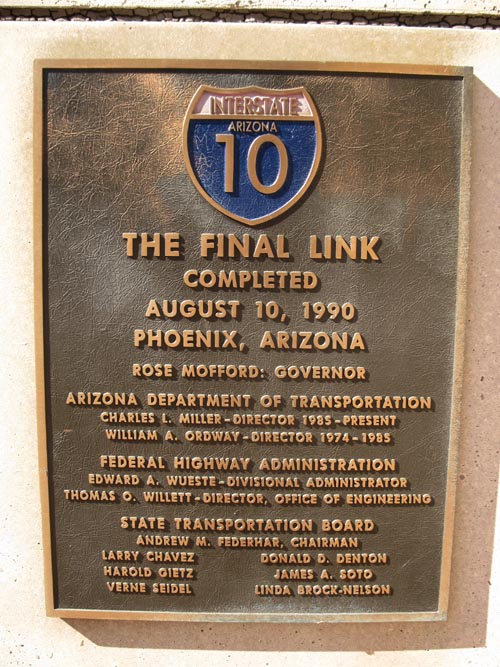 INTERSTATE
ARIZONA
10
THE FINAL LINK
COMPLETED
AUGUST 10, 1990
PHOENIX, ARIZONA
ROSE MOFFORD: GOVERNOR
ARIZONA DEPARTMENT OF TRANSPORTATION
CHARLES L. MILLER - DIRECTOR 1985 - PRESENT
WILLIAM A. ORDWAY - DIRECTOR 1974 - 1985
FEDERAL HIGHWAY ADMINISTRATION
EDWARD A. WUESTE - DIVISIONAL ADMINISTRATOR
THOMAS O. WILLETT - DIRECTOR, OFFICE OF ENGINEERING
STATE TRANSPORTATION BOARD
ANDREW M. FEDERHAR, CHAIRMAN
LARRY CHAVEZ DONALD D. DENTON
HAROLD GIETZ JAMES A. SOTO
VERNE SEIDEL LINDA BROCK-NELSON